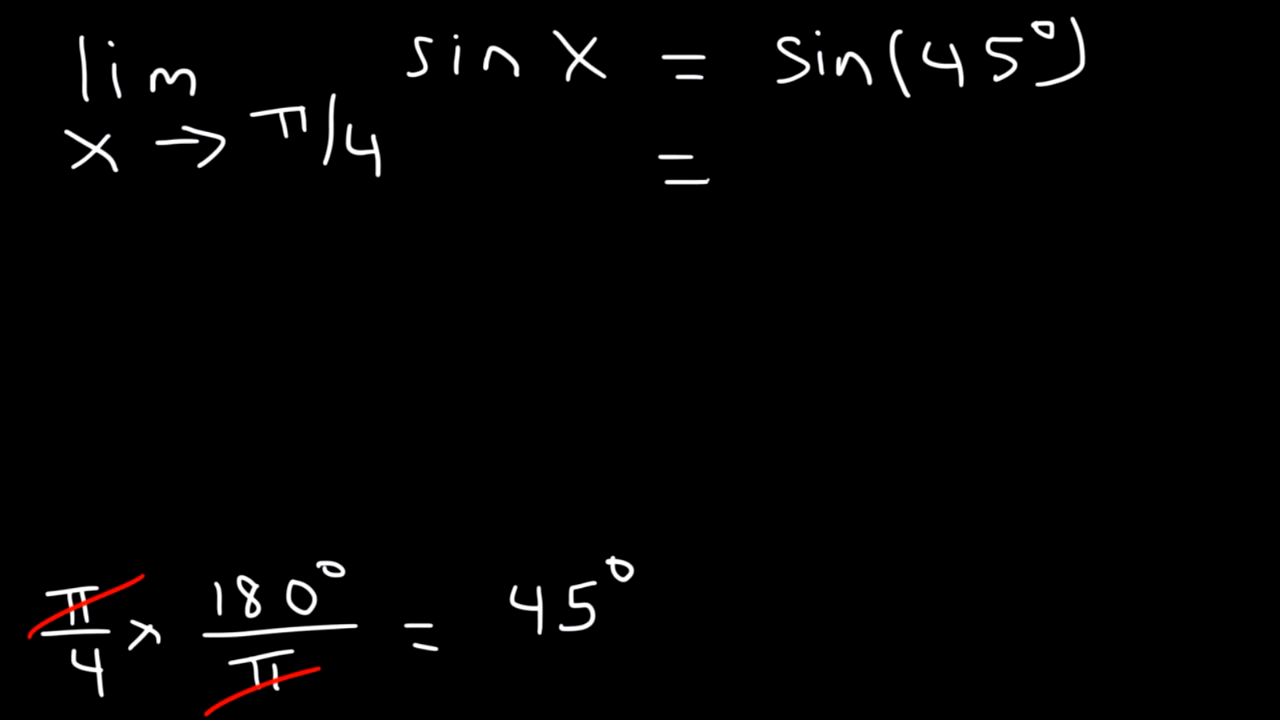 lim sin x = sin(45°)
x → π/4 =
π/4 × 180°/π = 45°